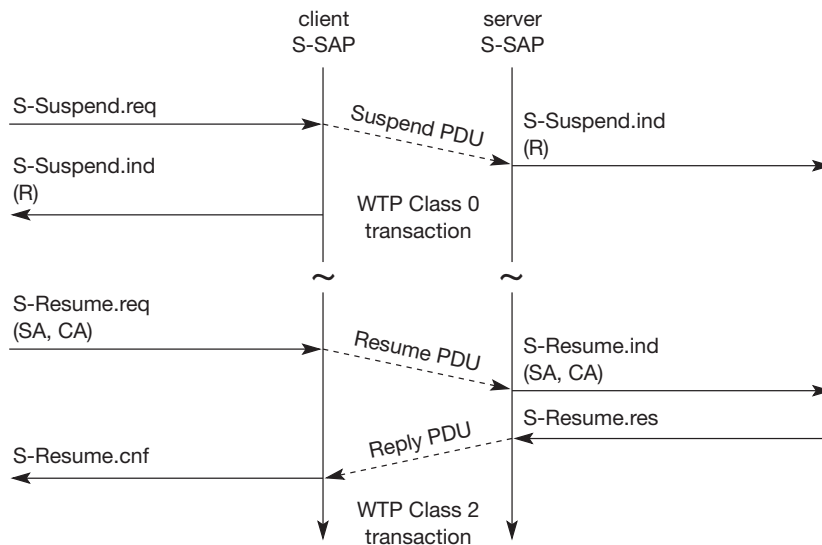 client
S-SAP
server
S-SAP
S-Suspend.req
Suspend PDU
S-Suspend.ind
(R)
S-Suspend.ind
(R)
WTP Class 0
transaction
~
~
S-Resume.req
(SA, CA)
Resume PDU
S-Resume.ind
(SA, CA)
S-Resume.res
Reply PDU
S-Resume.cnf
WTP Class 2
transaction